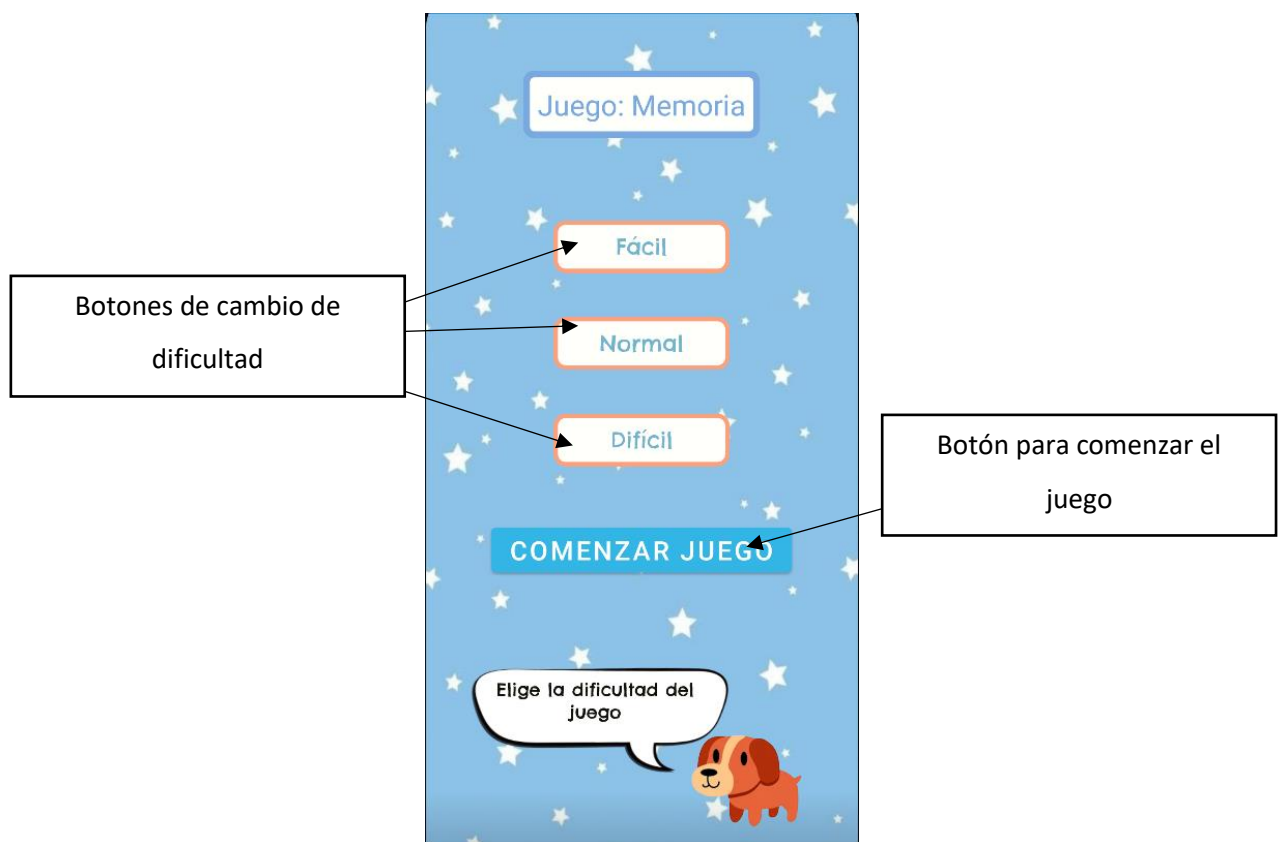 Juego: Memoria
Fácil
Botones de cambio de
dificultad
Normal
Difícil
Botón para comenzar el
juego
COMENZAR JUEGO
Elige la dificultad del
juego